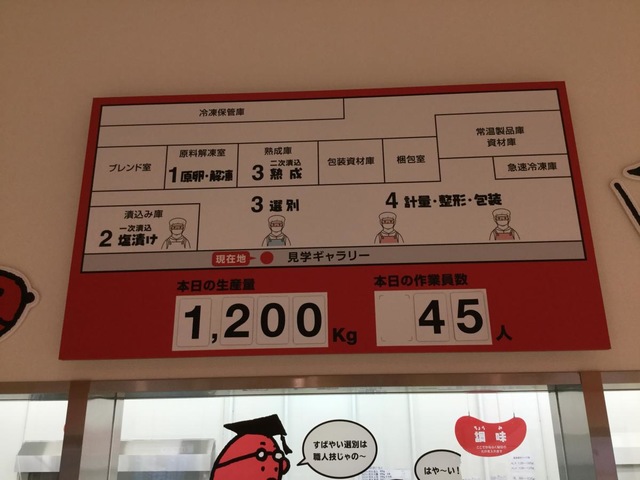 冷凍保管庫
常温製品庫
資材庫
ブレンド室
原料解凍室
1 原卵・解凍
熟成庫
二次漬込
3 熟成
包装資材庫
梱包室
急速冷凍庫
漬込み庫
一次漬込
2 塩漬け
3 選別
4 計量・整形・包装
現在地
見学ギャラリー
本日の生産量
1,200 Kg
本日の作業員数
45 人
すばやい選別は
職人技じゃの〜
はや〜い!
ちょうみ
調味